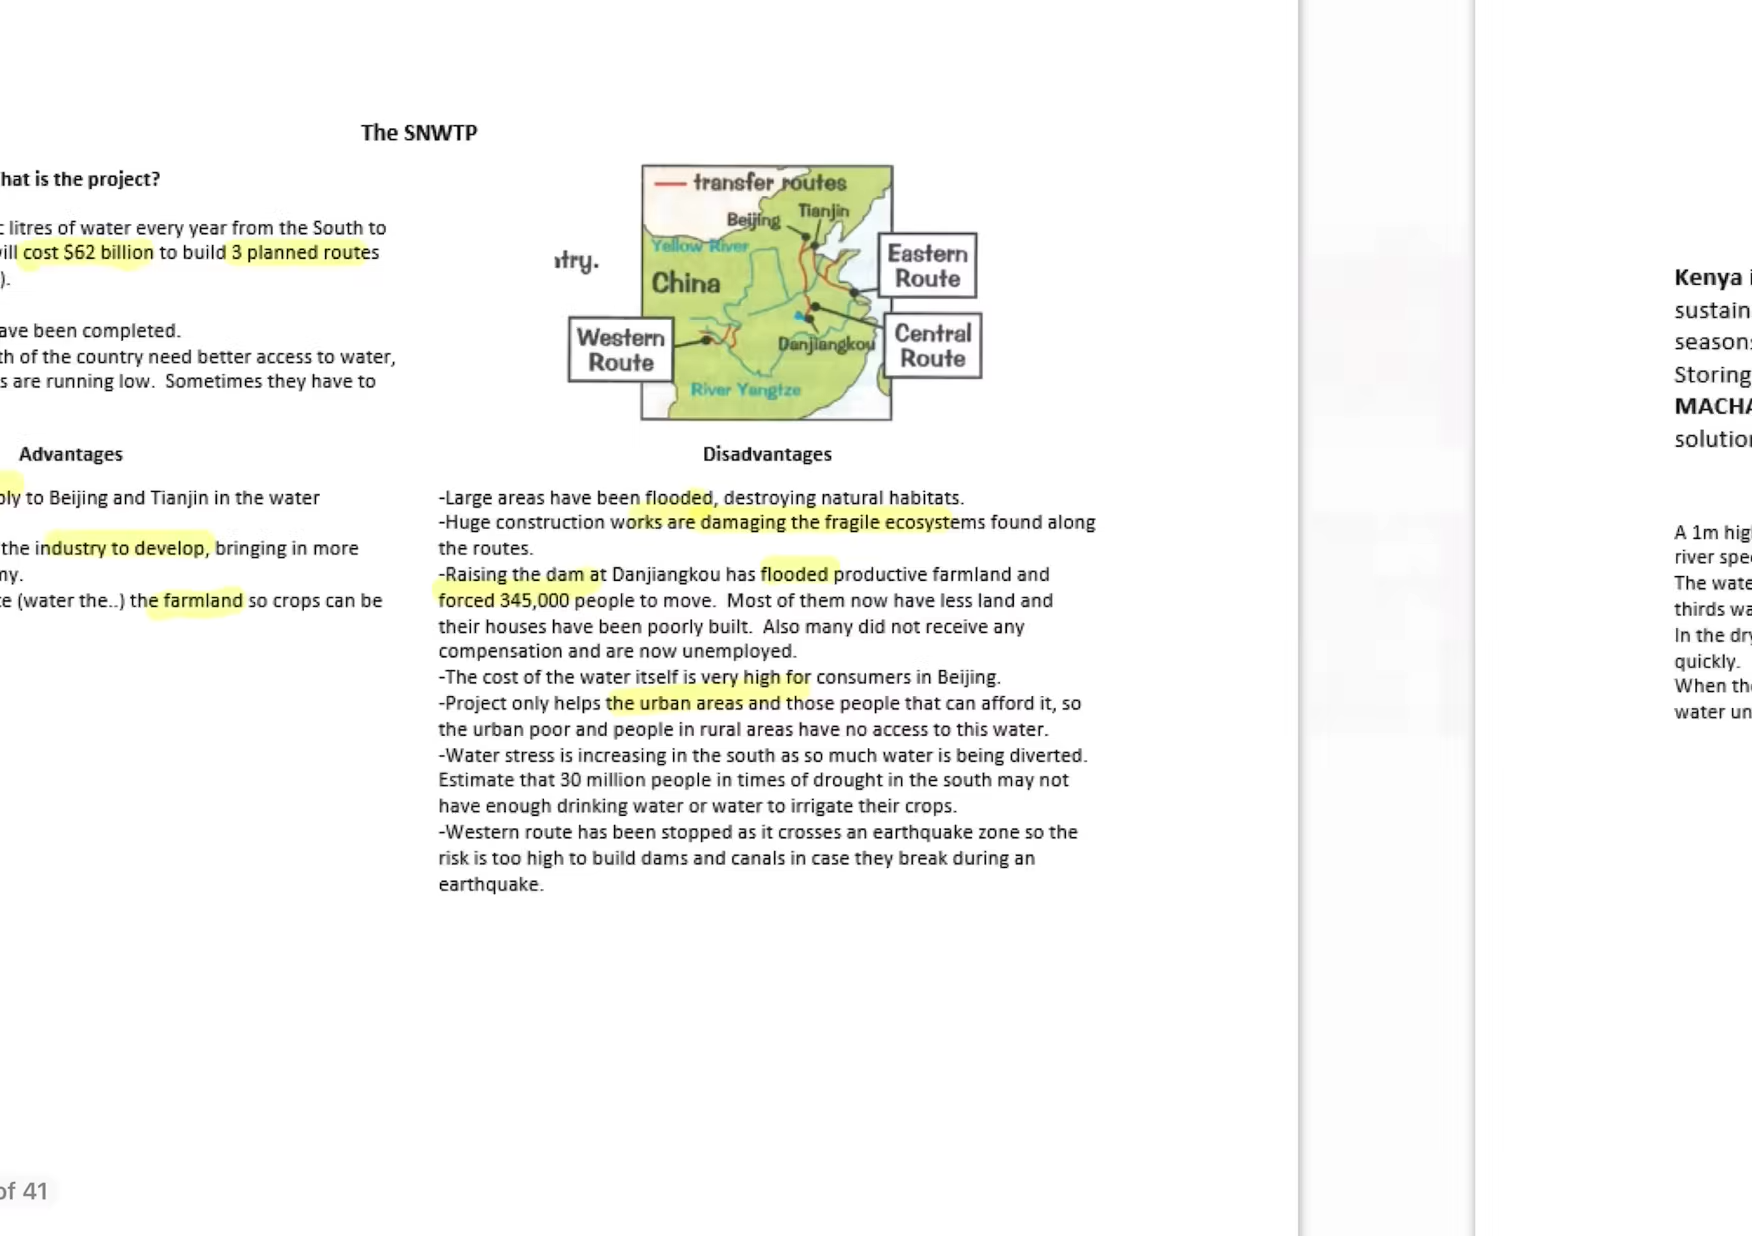 The SNWTP
hat is the project?
litres of water every year from the South to
ill cost $62 billion to build 3 planned routes
).
ave been completed.
th of the country need better access to water,
s are running low. Sometimes they have to
ntry.
transfer routes
Beijing
Tianjin
Yellow River
China
Eastern
Route
Western
Route
Central
Route
Danjiangkou
River Yangtze
Advantages
ply to Beijing and Tianjin in the water
the industry to develop, bringing in more
my.
te (water the..) the farmland so crops can be
Disadvantages
-Large areas have been flooded, destroying natural habitats.
-Huge construction works are damaging the fragile ecosystems found along
the routes.
-Raising the dam at Danjiangkou has flooded productive farmland and
forced 345,000 people to move. Most of them now have less land and
their houses have been poorly built. Also many did not receive any
compensation and are now unemployed.
-The cost of the water itself is very high for consumers in Beijing.
-Project only helps the urban areas and those people that can afford it, so
the urban poor and people in rural areas have no access to this water.
-Water stress is increasing in the south as so much water is being diverted.
Estimate that 30 million people in times of drought in the south may not
have enough drinking water or water to irrigate their crops.
-Western route has been stopped as it crosses an earthquake zone so the
risk is too high to build dams and canals in case they break during an
earthquake.
of 41
Kenya i
sustain
season
Storing
MACHA
solution
A 1m hig
river spe
The wate
thirds wa
In the dry
quickly.
When the
water un